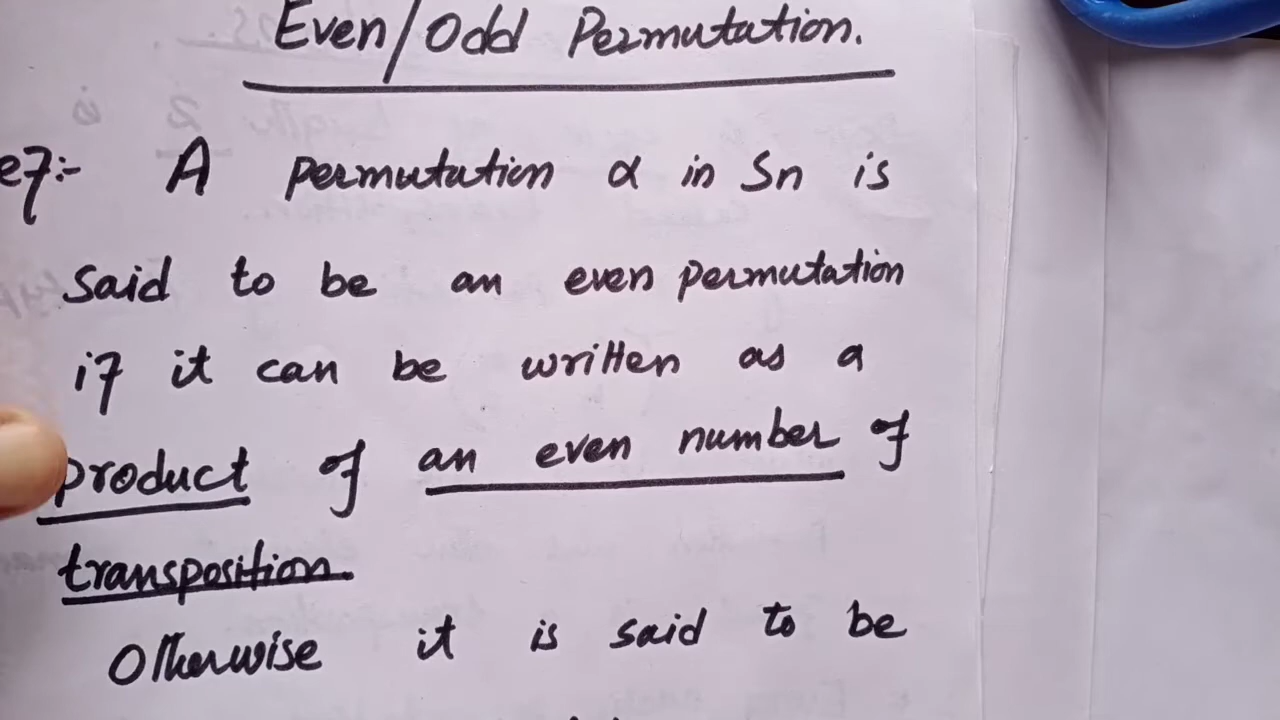 Even/Odd Permutation.
ef:- A permutation α in Sn is
said to be an even permutation
if it can be written as a
product of an even number of
transposition.
Otherwise it is said to be